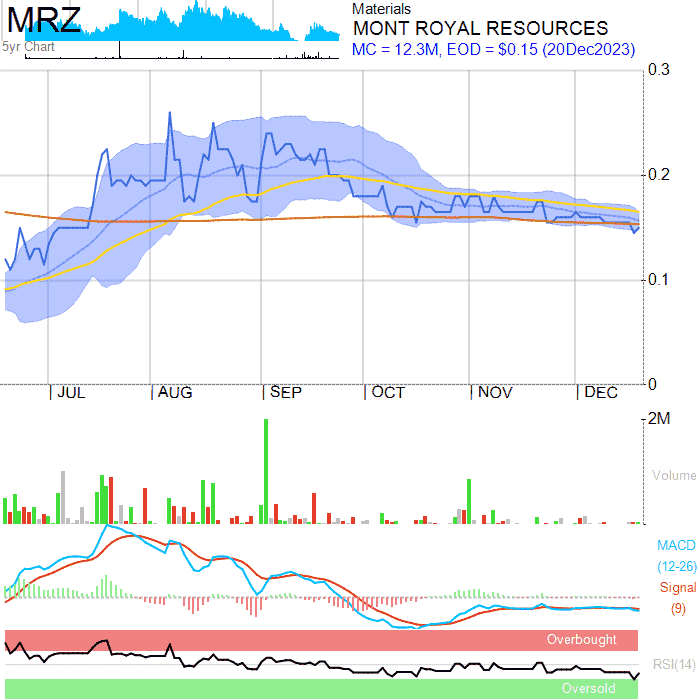 MRZ
5yr Chart
Materials
MONT ROYAL RESOURCES
MC = 12.3M, EOD = $0.15 (20Dec2023)
0.3
0.2
0.1
0
JUL AUG SEP OCT NOV DEC
2M
Volume
MACD
(12-26)
Signal
(9)
Overbought
RSI(14)
Oversold